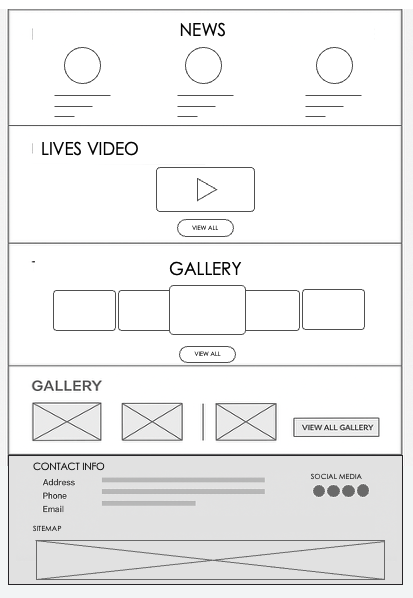 NEWS
LIVES VIDEO
VIEW ALL
GALLERY
VIEW ALL
GALLERY
VIEW ALL GALLERY
CONTACT INFO
Address
Phone
Email
SOCIAL MEDIA
SITEMAP